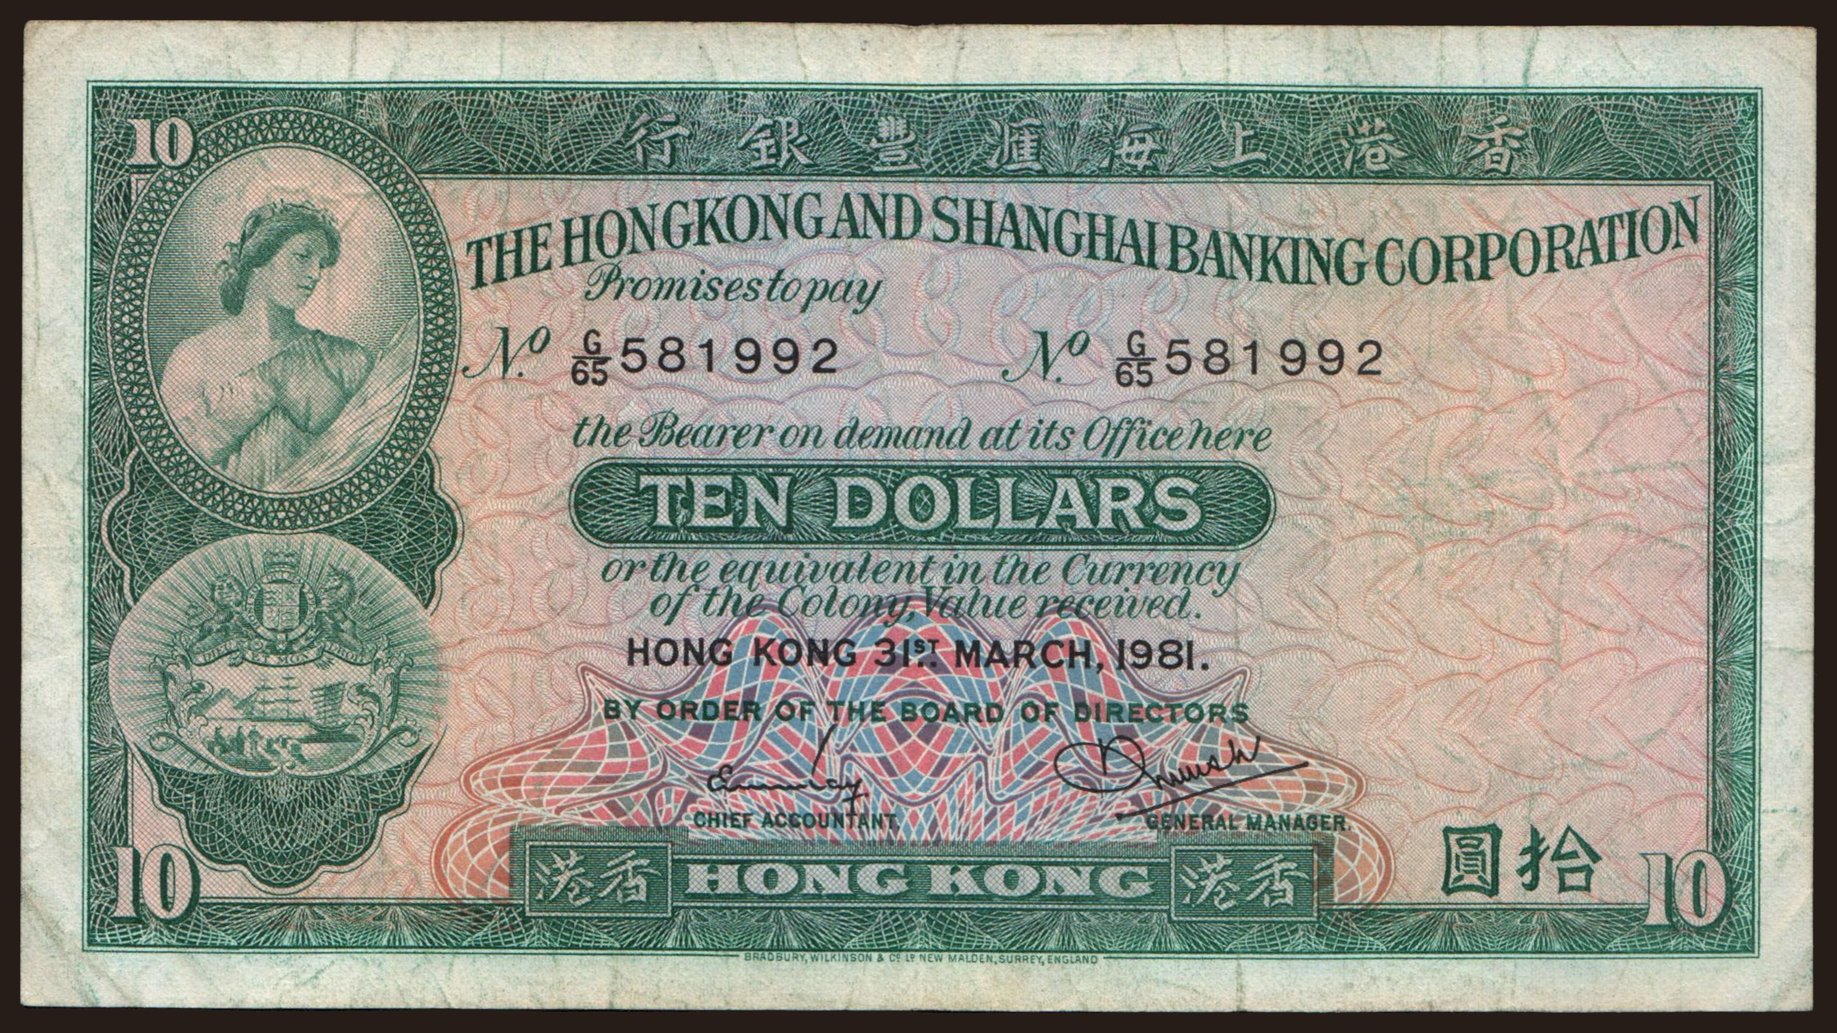 10
行銀豐滙海上港香
THE HONGKONG AND SHANGHAI BANKING CORPORATION
Promises to pay
No. G/65 581992 No. G/65 581992
the Bearer on demand at its Office here
TEN DOLLARS
or the equivalent in the Currency
of the Colony, Value received.
HONG KONG 31ST MARCH, 1981.
BY ORDER OF THE BOARD OF DIRECTORS
CHIEF ACCOUNTANT. GENERAL MANAGER.
圓拾
10 港香 HONG KONG 港香 10
BRADBURY, WILKINSON & Co. Ld. NEW MALDEN, SURREY, ENGLAND